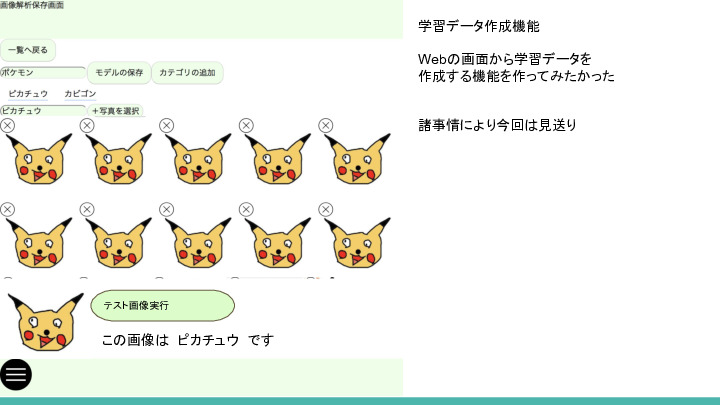 画像解析保存画面
一覧へ戻る
ポケモン
モデルの保存
カテゴリの追加
ピカチュウ
カビゴン
ピカチュウ
＋写真を選択
テスト画像実行
この画像は ピカチュウ です
学習データ作成機能
Webの画面から学習データを
作成する機能を作ってみたかった
諸事情により今回は見送り